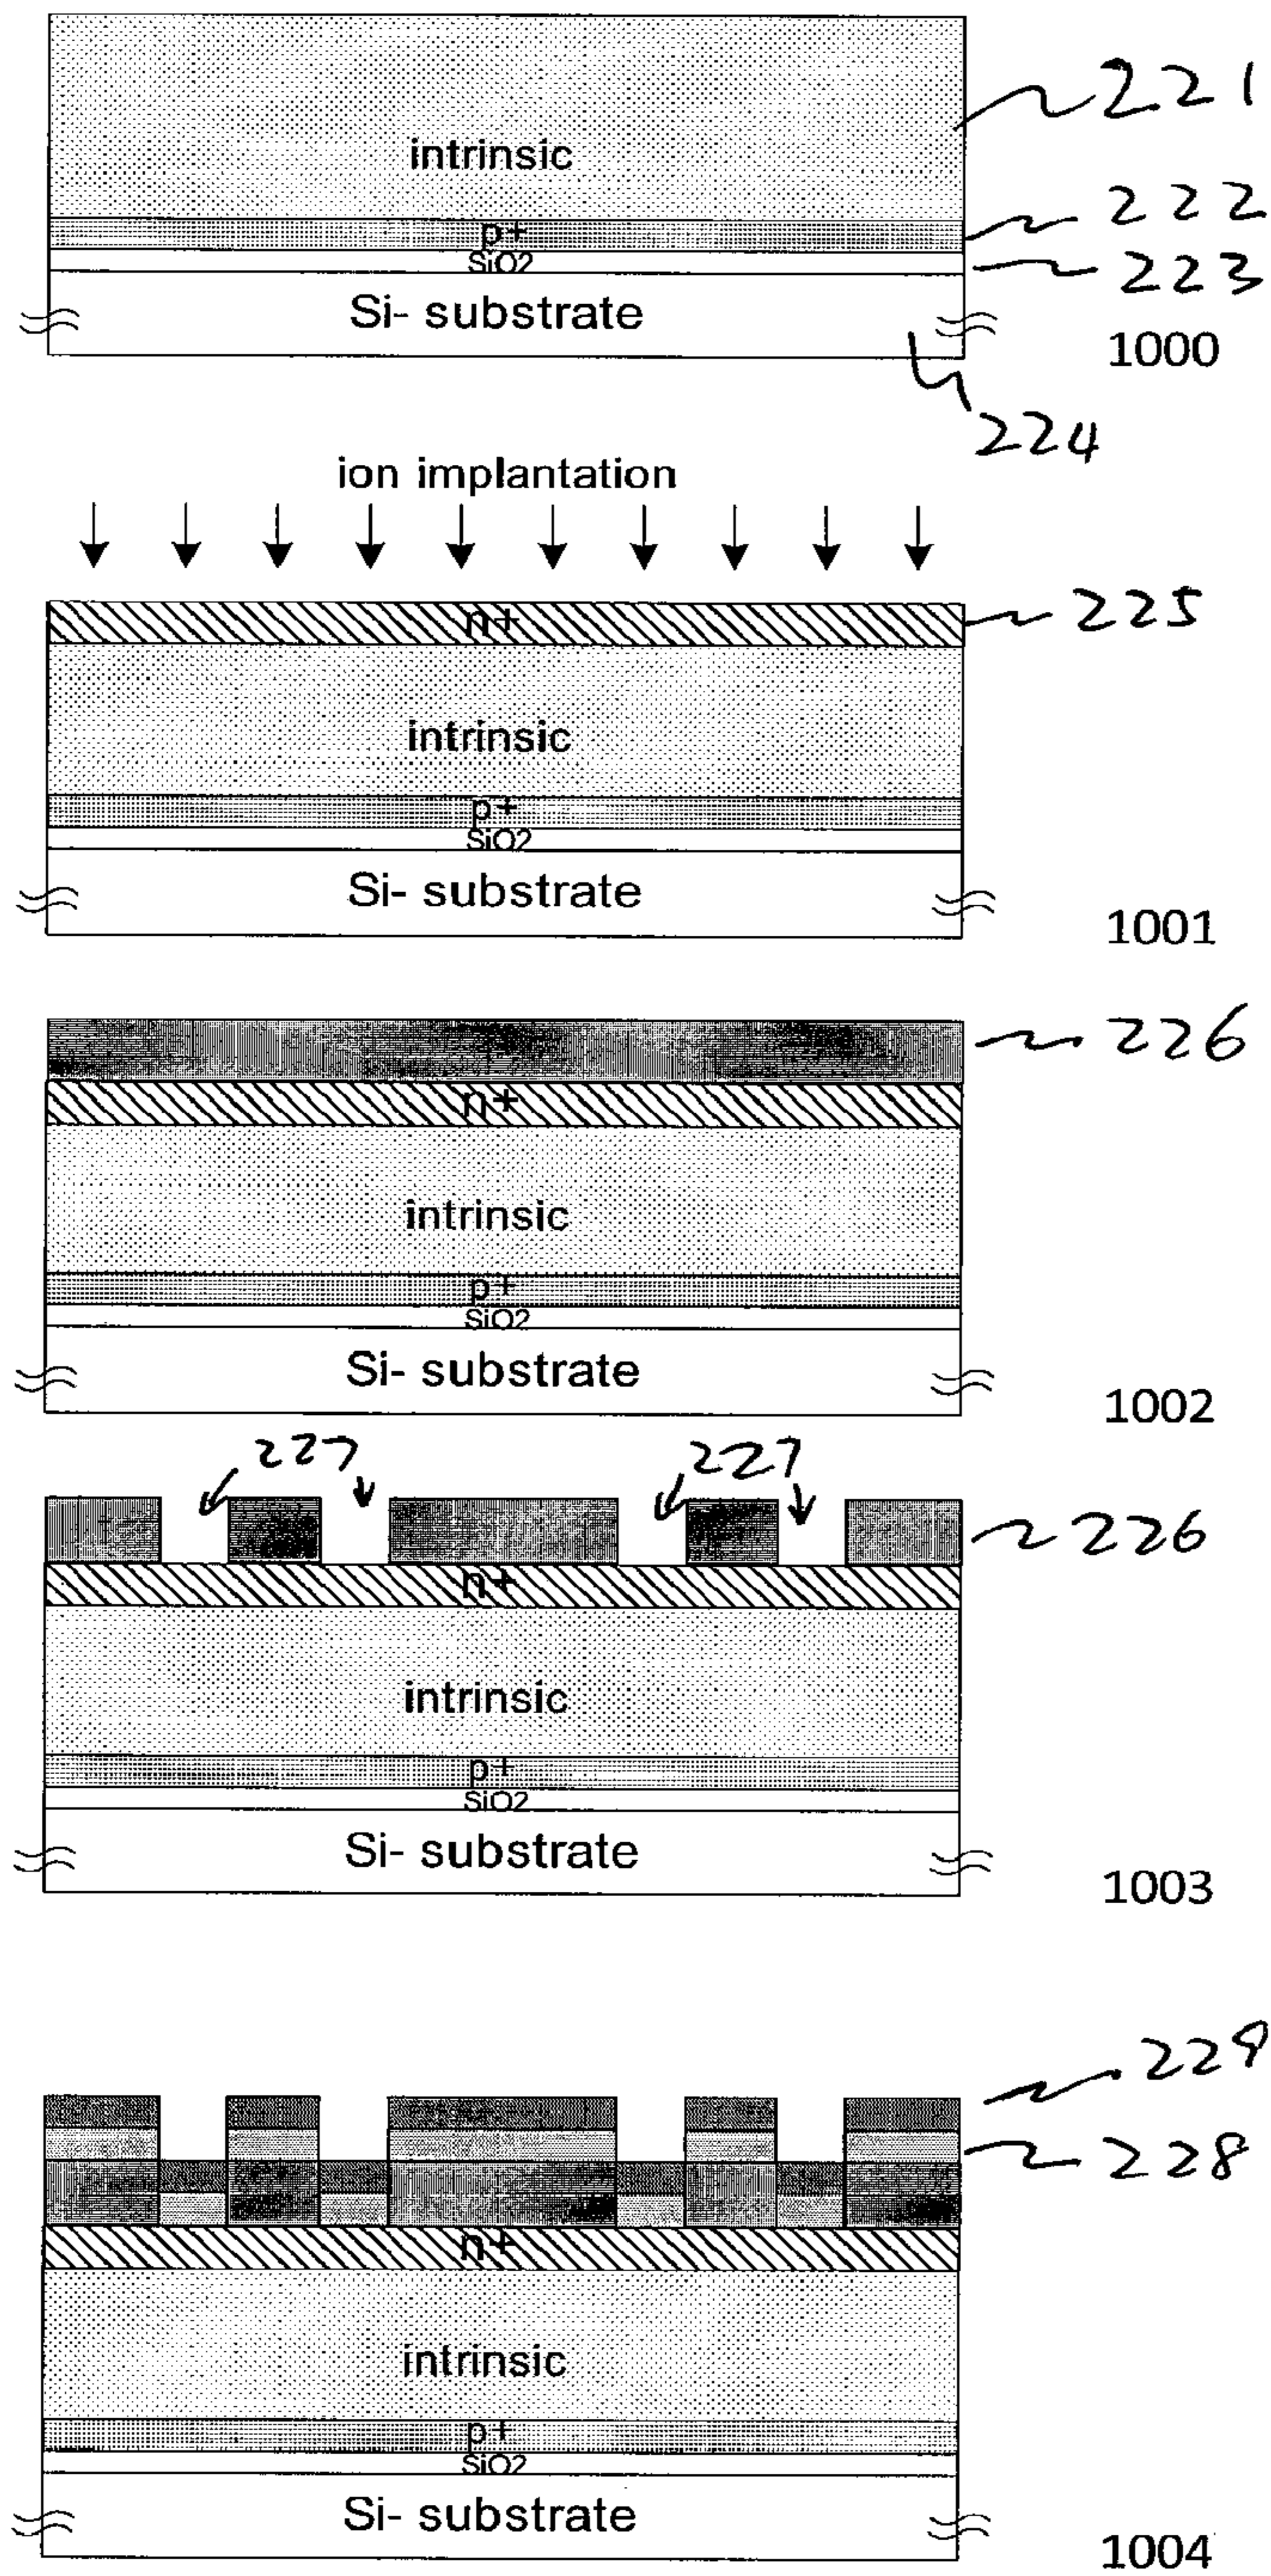 intrinsic
221
p+
222
SiO2
223
Si- substrate
1000
224
ion implantation
n+
225
intrinsic
p+
SiO2
Si- substrate
1001
226
n+
intrinsic
p+
SiO2
Si- substrate
1002
227 227
226
n+
intrinsic
p+
SiO2
Si- substrate
1003
229
228
n+
intrinsic
p+
SiO2
Si- substrate
1004